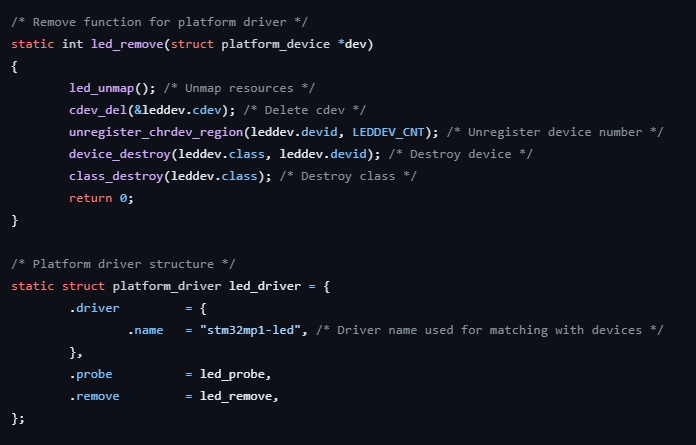 /* Remove function for platform driver */
static int led_remove(struct platform_device *dev)
{
        led_unmap(); /* Unmap resources */
        cdev_del(&leddev.cdev); /* Delete cdev */
        unregister_chrdev_region(leddev.devid, LEDDEV_CNT); /* Unregister device number */
        device_destroy(leddev.class, leddev.devid); /* Destroy device */
        class_destroy(leddev.class); /* Destroy class */
        return 0;
}

/* Platform driver structure */
static struct platform_driver led_driver = {
        .driver         = {
                .name   = "stm32mp1-led", /* Driver name used for matching with devices */
        },
        .probe          = led_probe,
        .remove         = led_remove,
};